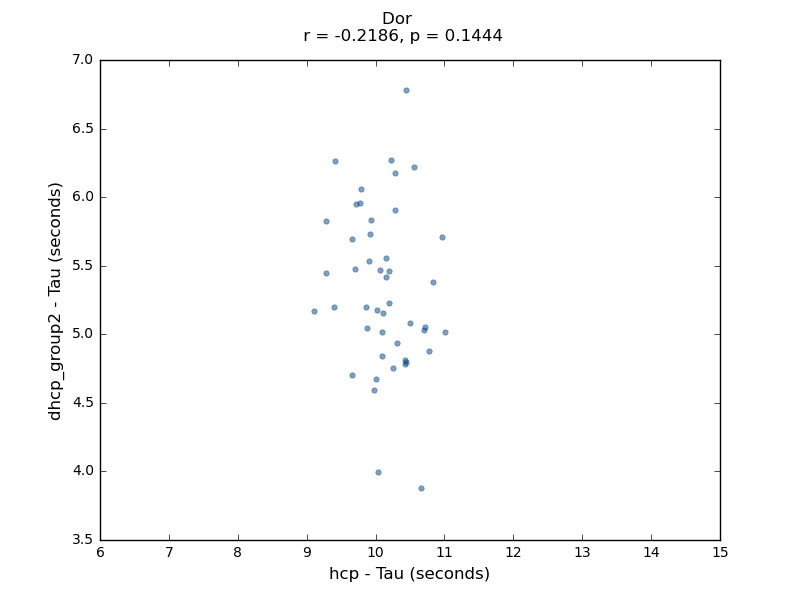 Dor
r = -0.2186, p = 0.1444
7.0
6.5
6.0
5.5
5.0
4.5
4.0
3.5
dhcp_group2 - Tau (seconds)
6 7 8 9 10 11 12 13 14 15
hcp - Tau (seconds)